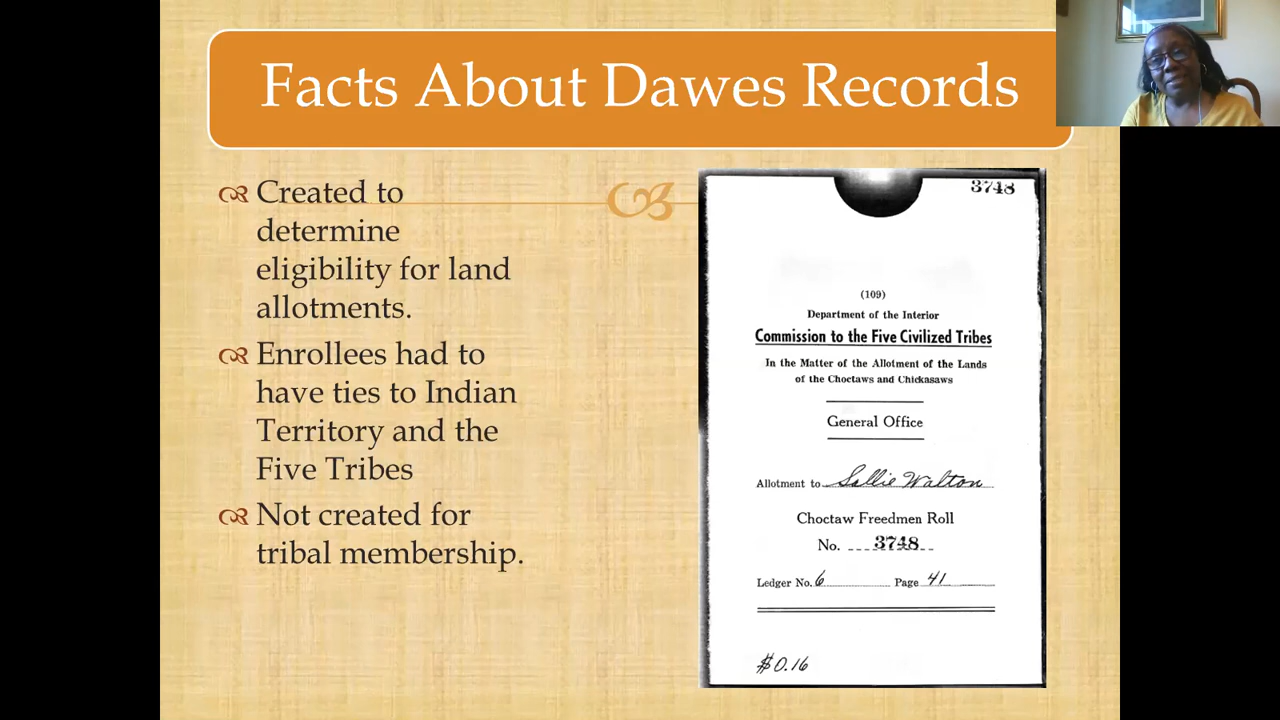 Facts About Dawes Records
Created to
determine
eligibility for land
allotments.
Enrollees had to
have ties to Indian
Territory and the
Five Tribes
Not created for
tribal membership.
3748
(109)
Department of the Interior
Commission to the Five Civilized Tribes
In the Matter of the Allotment of the Lands
of the Choctaws and Chickasaws
General Office
Allotment to Sallie Walton
Choctaw Freedmen Roll
No. 3748
Ledger No. 6 Page 41
$0.16